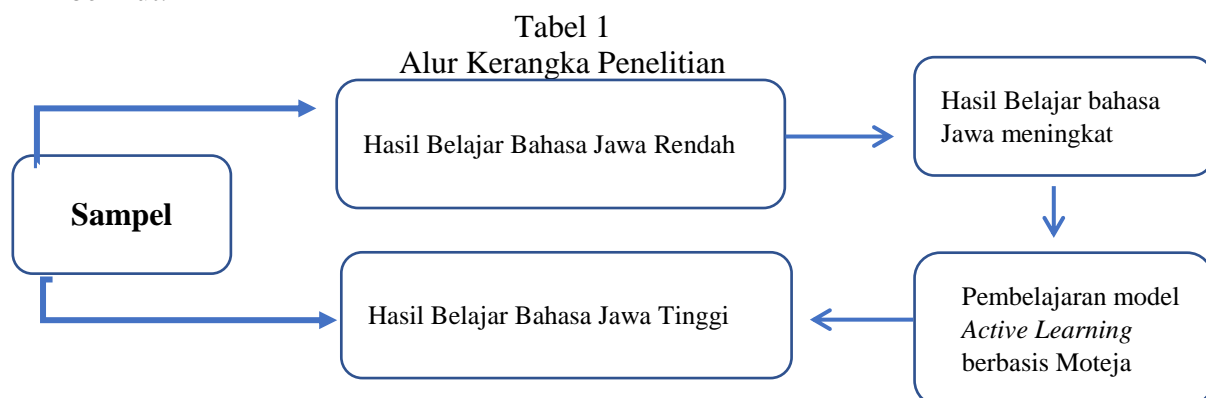 Tabel 1
Alur Kerangka Penelitian
Hasil Belajar Bahasa Jawa Rendah
Hasil Belajar bahasa
Jawa meningkat
Sampel
Hasil Belajar Bahasa Jawa Tinggi
Pembelajaran model
Active Learning
berbasis Moteja